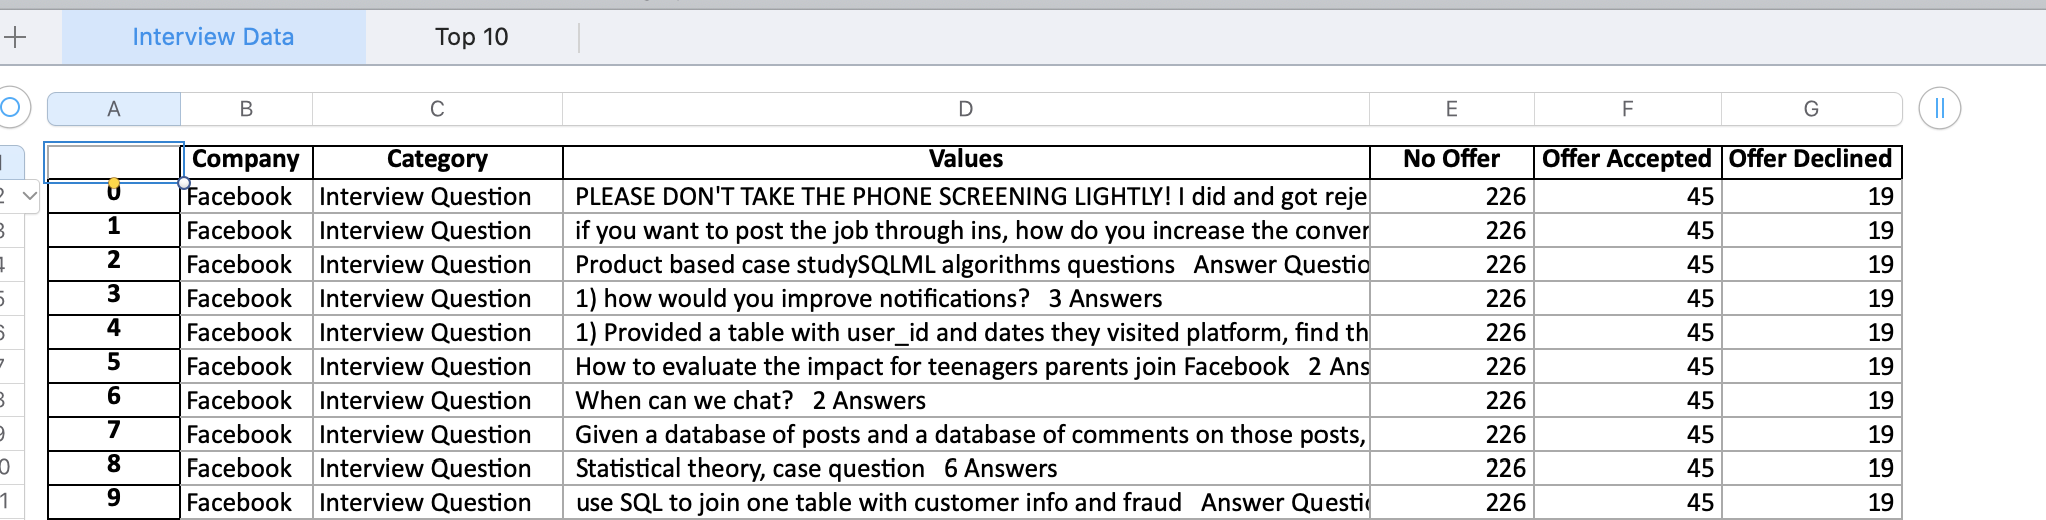 Interview Data Top 10
A B C D E F G
Company Category Values No Offer Offer Accepted Offer Declined
2 0 Facebook Interview Question PLEASE DON'T TAKE THE PHONE SCREENING LIGHTLY! I did and got reje 226 45 19
1 Facebook Interview Question if you want to post the job through ins, how do you increase the conver 226 45 19
2 Facebook Interview Question Product based case studySQLML algorithms questions Answer Questio 226 45 19
3 Facebook Interview Question 1) how would you improve notifications? 3 Answers 226 45 19
4 Facebook Interview Question 1) Provided a table with user_id and dates they visited platform, find th 226 45 19
5 Facebook Interview Question How to evaluate the impact for teenagers parents join Facebook 2 Ans 226 45 19
6 Facebook Interview Question When can we chat? 2 Answers 226 45 19
7 Facebook Interview Question Given a database of posts and a database of comments on those posts, 226 45 19
8 Facebook Interview Question Statistical theory, case question 6 Answers 226 45 19
9 Facebook Interview Question use SQL to join one table with customer info and fraud Answer Questi 226 45 19